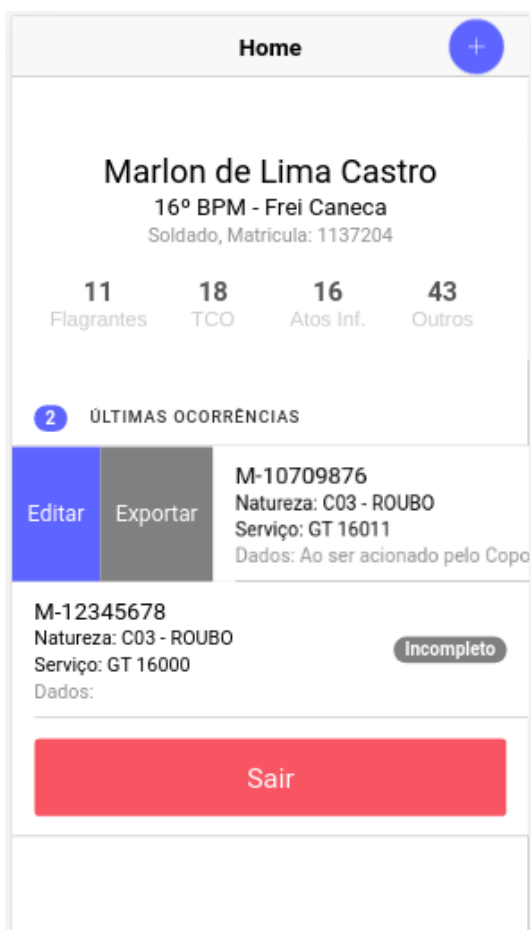 Home
+
Marlon de Lima Castro
16º BPM - Frei Caneca
Soldado, Matricula: 1137204
11 18 16 43
Flagrantes TCO Atos Inf. Outros
2 ÚLTIMAS OCORRÊNCIAS
Editar Exportar
M-10709876
Natureza: C03 - ROUBO
Serviço: GT 16011
Dados: Ao ser acionado pelo Copo
M-12345678
Natureza: C03 - ROUBO
Serviço: GT 16000
Dados:
Incompleto
Sair